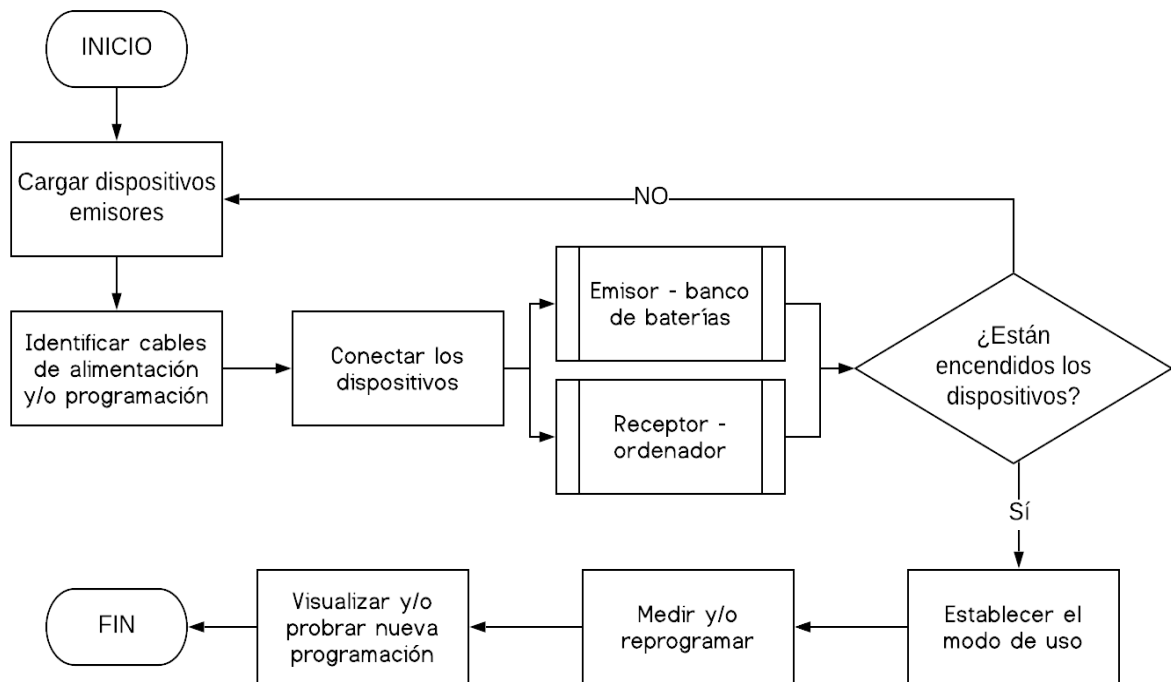 INICIO
Cargar dispositivos
emisores
NO
Identificar cables
de alimentación
y/o programación
Conectar los
dispositivos
Emisor - banco
de baterías
Receptor -
ordenador
¿Están
encendidos los
dispositivos?
Sí
Establecer el
modo de uso
Medir y/o
reprogramar
Visualizar y/o
probrar nueva
programación
FIN